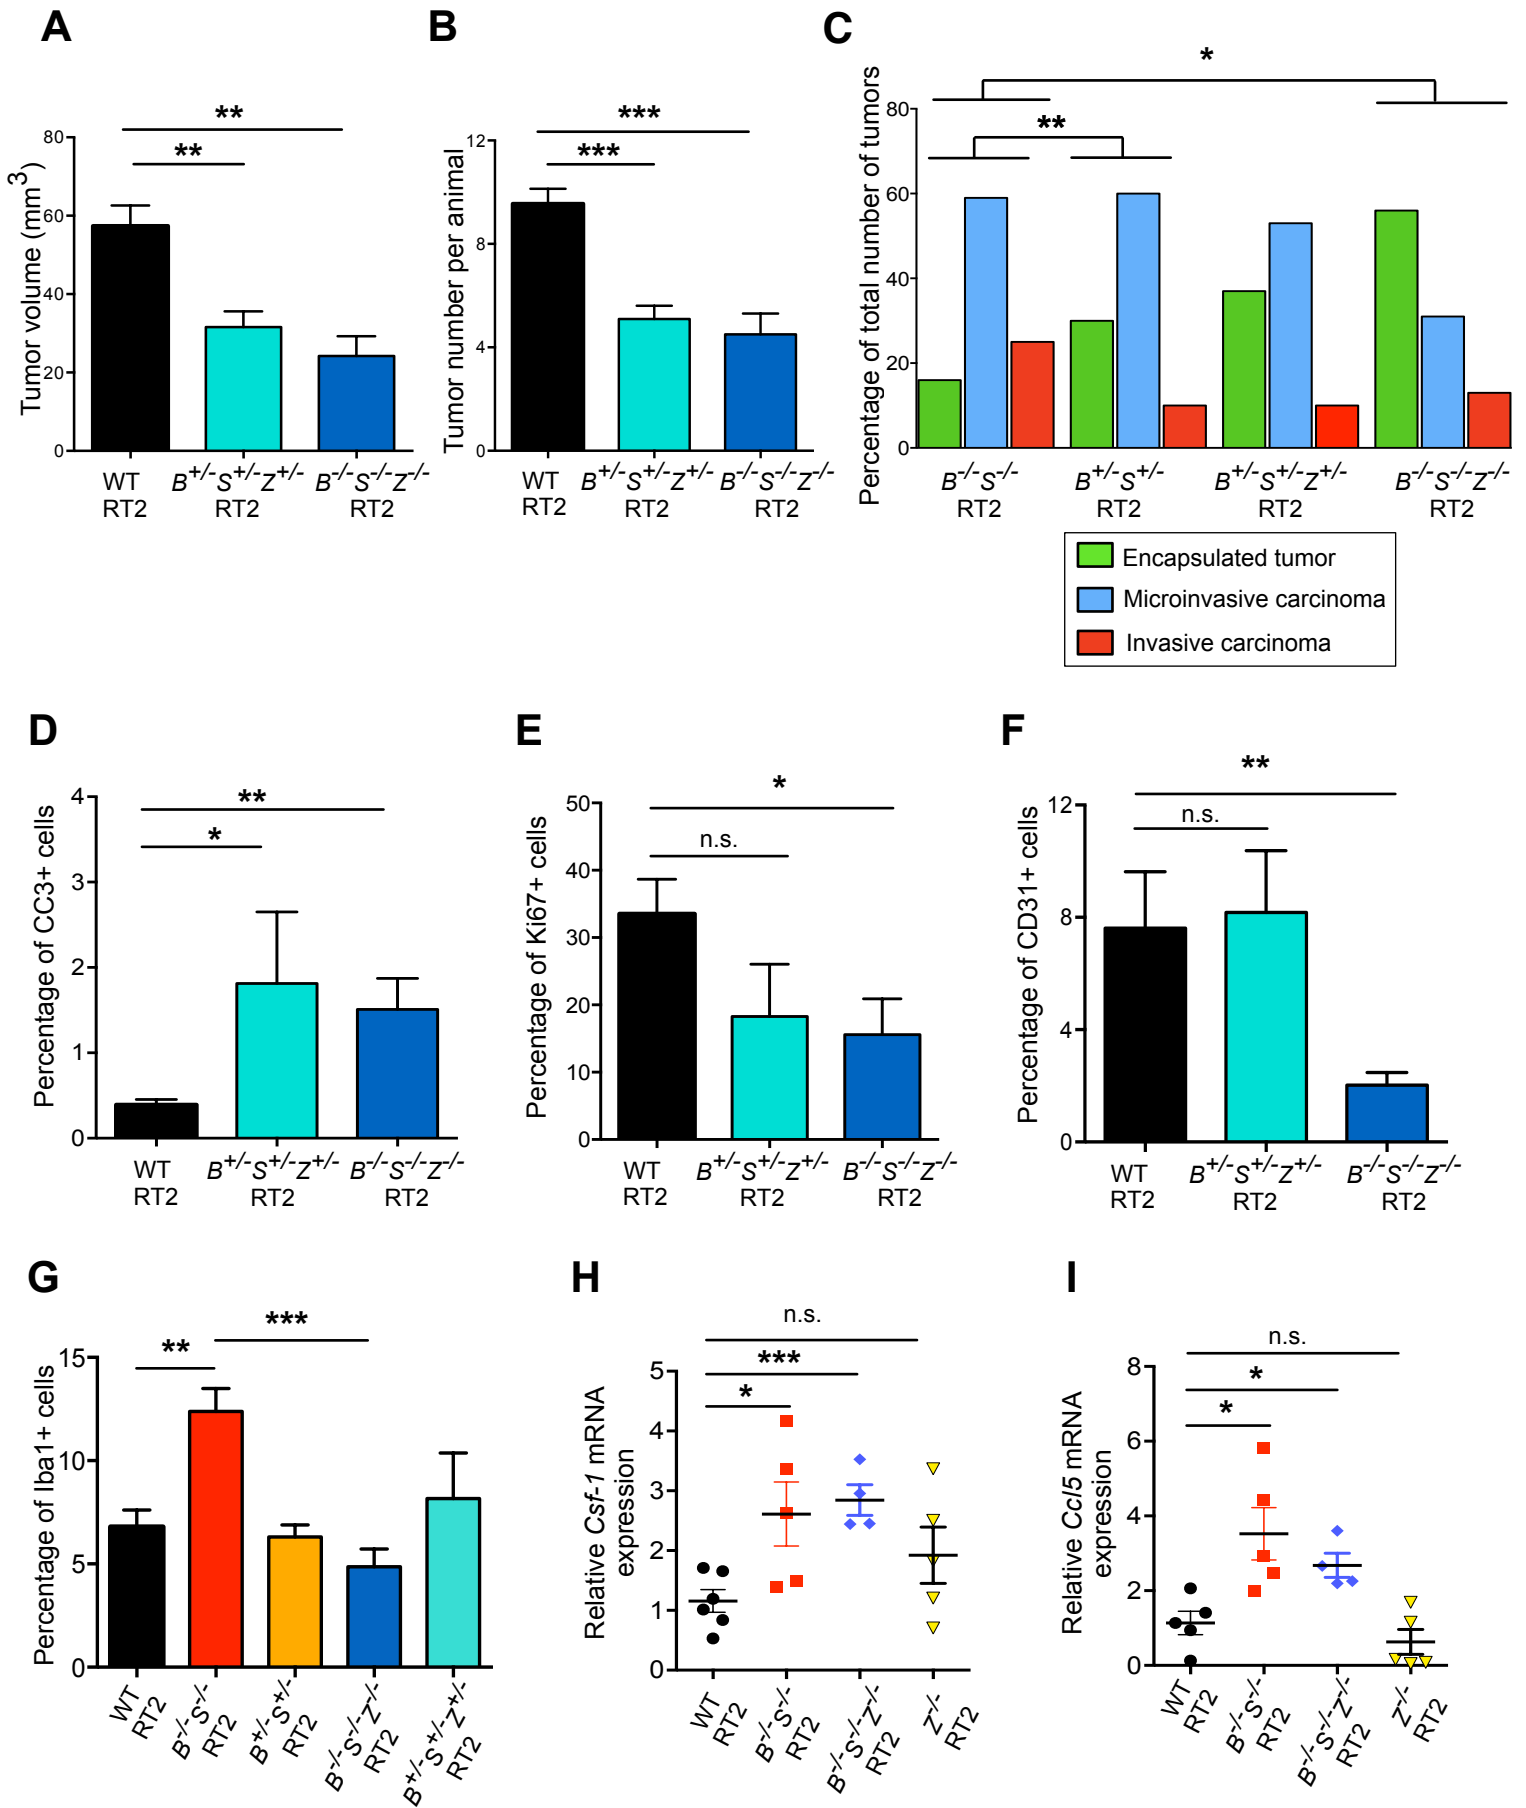 A
B
C
**
**
80
60
40
20
0
Tumor volume (mm3)
WT
RT2
B+/-S+/-Z+/-
RT2
B-/-S-/-Z-/-
RT2
***
***
12
8
4
0
Tumor number per animal
WT
RT2
B+/-S+/-Z+/-
RT2
B-/-S-/-Z-/-
RT2
*
**
80
60
40
20
0
Percentage of total number of tumors
B-/-S-/-
RT2
B+/-S+/-
RT2
B+/-S+/-Z+/-
RT2
B-/-S-/-Z-/-
RT2
Encapsulated tumor
Microinvasive carcinoma
Invasive carcinoma
D
E
F
**
*
4
3
2
1
0
Percentage of CC3+ cells
WT
RT2
B+/-S+/-Z+/-
RT2
B-/-S-/-Z-/-
RT2
*
n.s.
50
40
30
20
10
0
Percentage of Ki67+ cells
WT
RT2
B+/-S+/-Z+/-
RT2
B-/-S-/-Z-/-
RT2
**
n.s.
12
8
4
0
Percentage of CD31+ cells
WT
RT2
B+/-S+/-Z+/-
RT2
B-/-S-/-Z-/-
RT2
G
H
I
***
**
15
10
5
0
Percentage of Iba1+ cells
WT
RT2
B-/-S-/-
RT2
B+/-S+/-
RT2
B-/-S-/-Z-/-
RT2
B+/-S+/-Z+/-
RT2
n.s.
***
*
5
4
3
2
1
0
Relative Csf-1 mRNA
expression
WT
RT2
B-/-S-/-
RT2
B-/-S-/-Z-/-
RT2
Z-/-
RT2
n.s.
*
*
8
6
4
2
0
Relative Ccl5 mRNA
expression
WT
RT2
B-/-S-/-
RT2
B-/-S-/-Z-/-
RT2
Z-/-
RT2